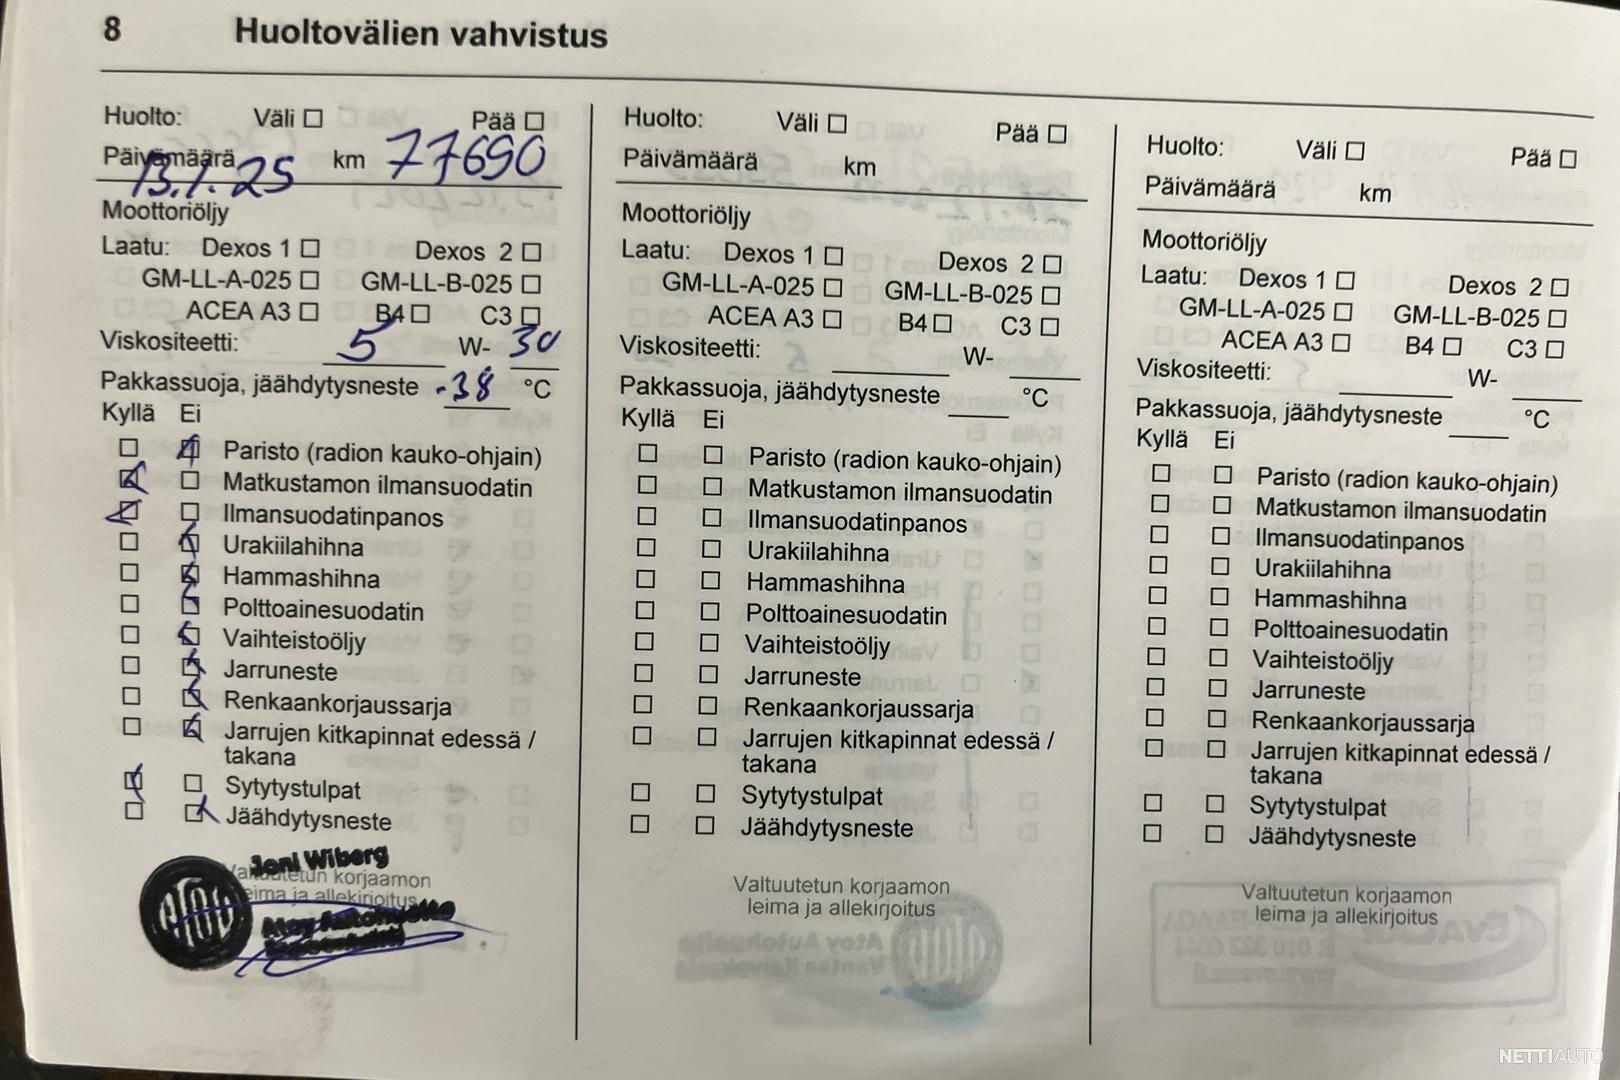 8 Huoltovälien vahvistus
Huolto: Väli Pää
Päivämäärä 13.1.25 km 77690
Moottoriöljy
Laatu: Dexos 1 Dexos 2
GM-LL-A-025 GM-LL-B-025
ACEA A3 B4 C3
Viskositeetti: 5 W- 30
Pakkassuoja, jäähdytysneste -38 °C
Kyllä Ei
Paristo (radion kauko-ohjain)
Matkustamon ilmansuodatin
Ilmansuodatinpanos
Urakiilahihna
Hammashihna
Polttoainesuodatin
Vaihteistoöljy
Jarruneste
Renkaankorjaussarja
Jarrujen kitkapinnat edessä /
takana
Sytytystulpat
Jäähdytysneste
Joni Wiberg
Valtuutetun korjaamon
leima ja allekirjoitus
Atoy Autohuolto
Huolto: Väli Pää
Päivämäärä km
Moottoriöljy
Laatu: Dexos 1 Dexos 2
GM-LL-A-025 GM-LL-B-025
ACEA A3 B4 C3
Viskositeetti: W-
Pakkassuoja, jäähdytysneste °C
Kyllä Ei
Paristo (radion kauko-ohjain)
Matkustamon ilmansuodatin
Ilmansuodatinpanos
Urakiilahihna
Hammashihna
Polttoainesuodatin
Vaihteistoöljy
Jarruneste
Renkaankorjaussarja
Jarrujen kitkapinnat edessä /
takana
Sytytystulpat
Jäähdytysneste
Valtuutetun korjaamon
leima ja allekirjoitus
Huolto: Väli Pää
Päivämäärä km
Moottoriöljy
Laatu: Dexos 1 Dexos 2
GM-LL-A-025 GM-LL-B-025
ACEA A3 B4 C3
Viskositeetti: W-
Pakkassuoja, jäähdytysneste °C
Kyllä Ei
Paristo (radion kauko-ohjain)
Matkustamon ilmansuodatin
Ilmansuodatinpanos
Urakiilahihna
Hammashihna
Polttoainesuodatin
Vaihteistoöljy
Jarruneste
Renkaankorjaussarja
Jarrujen kitkapinnat edessä /
takana
Sytytystulpat
Jäähdytysneste
Valtuutetun korjaamon
leima ja allekirjoitus
NETTIAUTO